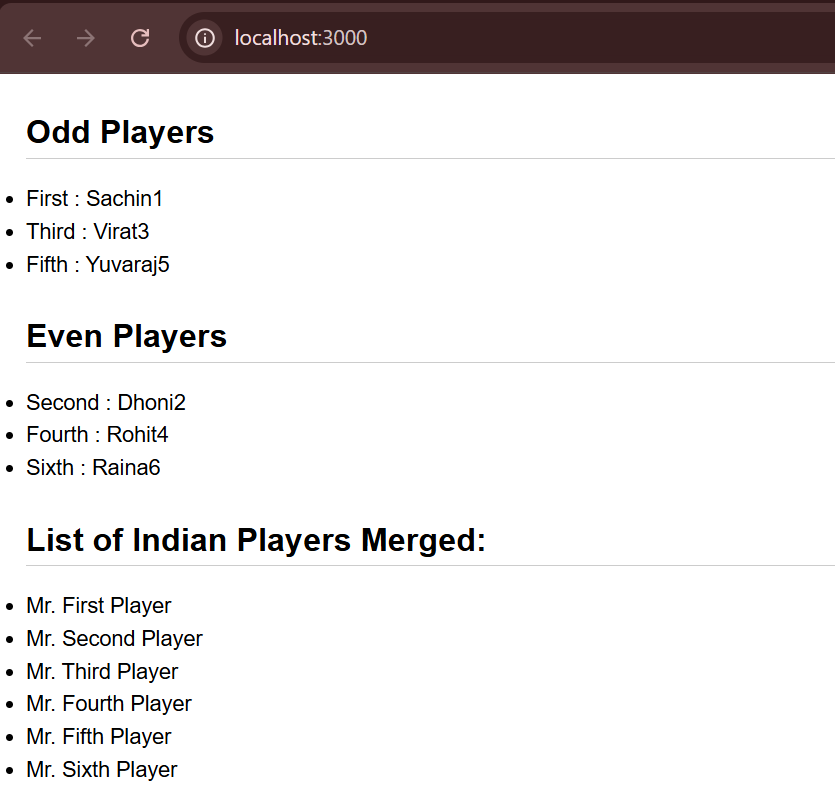 localhost:3000
Odd Players
First : Sachin1
Third : Virat3
Fifth : Yuvaraj5
Even Players
Second : Dhoni2
Fourth : Rohit4
Sixth : Raina6
List of Indian Players Merged:
Mr. First Player
Mr. Second Player
Mr. Third Player
Mr. Fourth Player
Mr. Fifth Player
Mr. Sixth Player